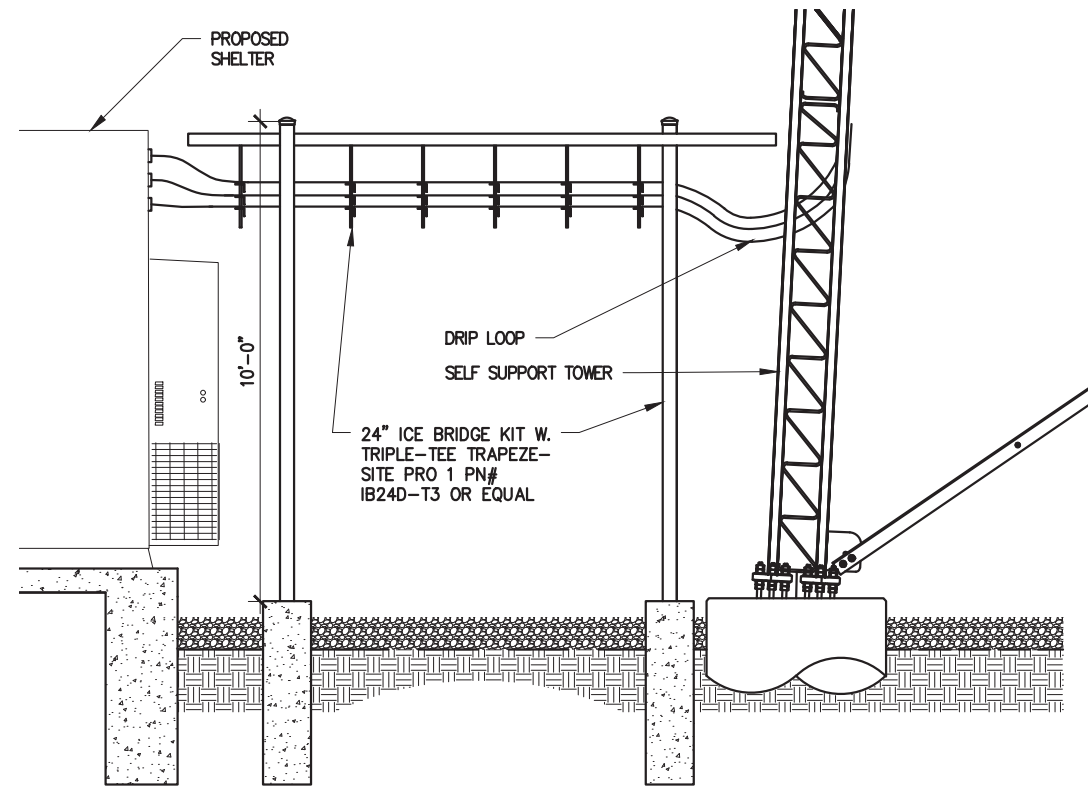 PROPOSED
SHELTER
10'-0"
DRIP LOOP
SELF SUPPORT TOWER
24" ICE BRIDGE KIT W.
TRIPLE-TEE TRAPEZE-
SITE PRO 1 PN#
IB24D-T3 OR EQUAL